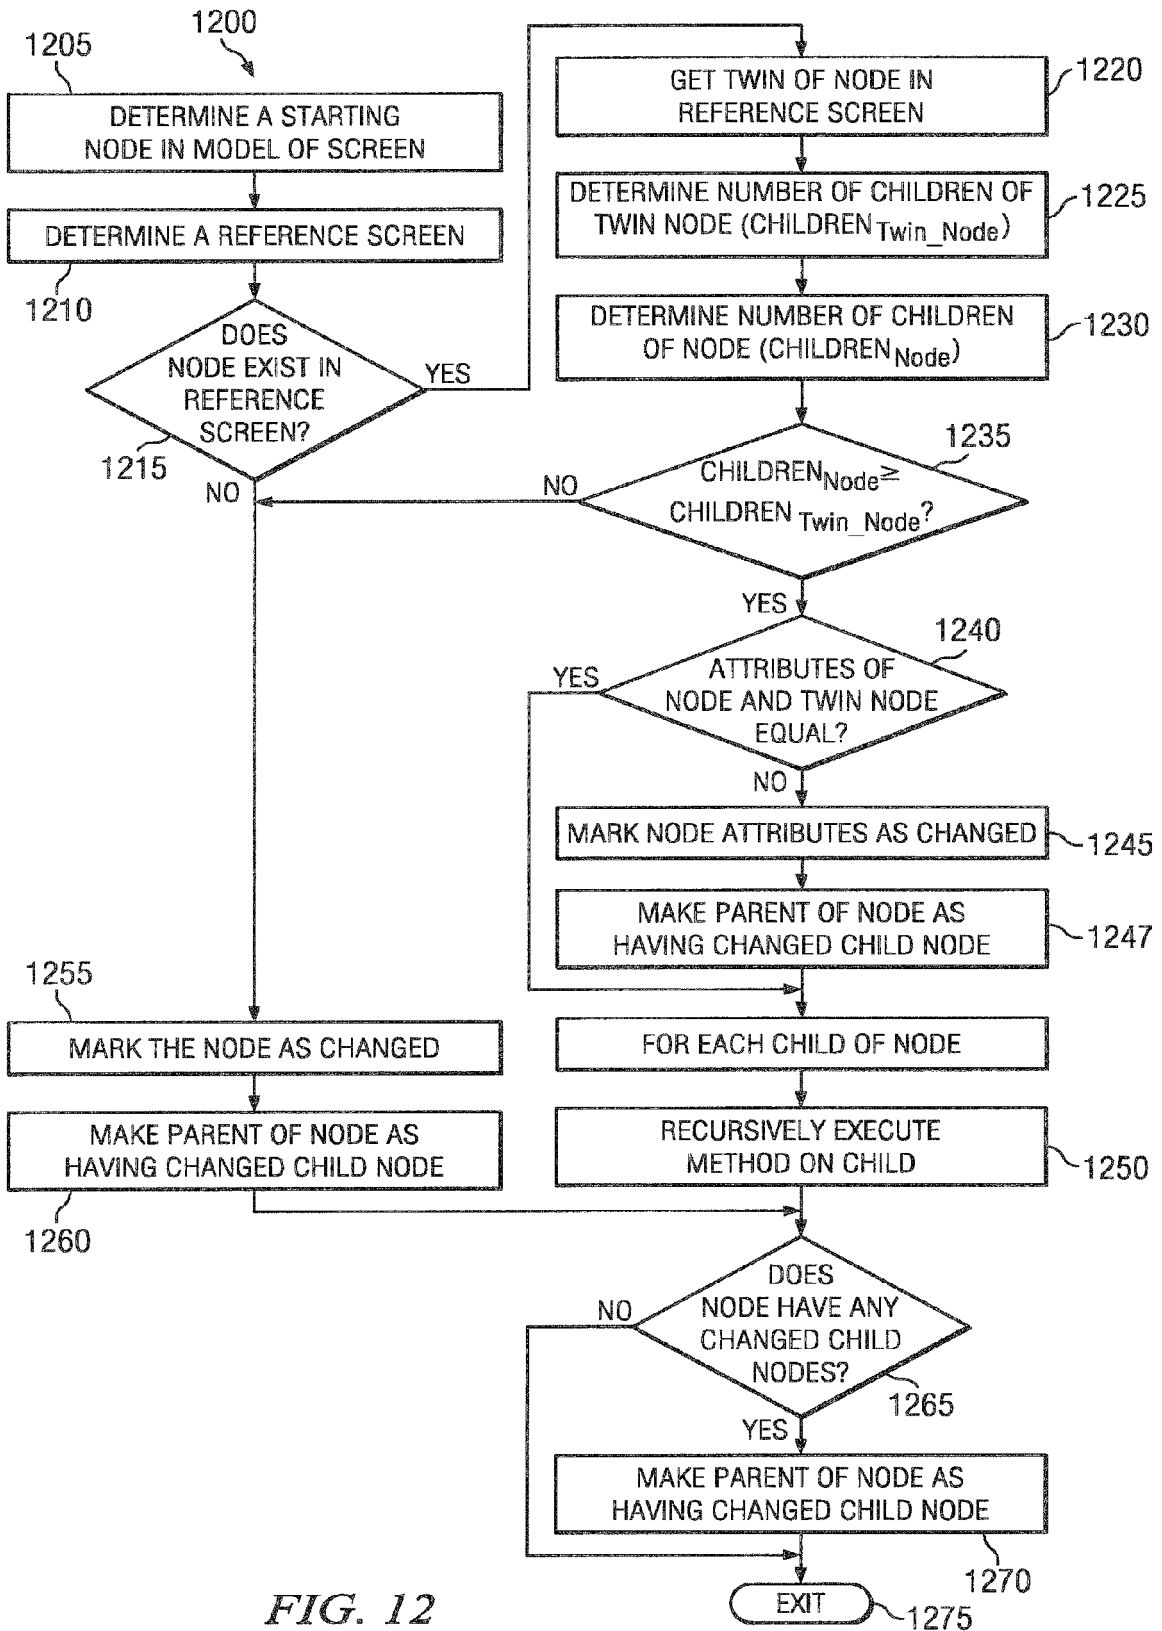 1200
1205
DETERMINE A STARTING
NODE IN MODEL OF SCREEN
DETERMINE A REFERENCE SCREEN
1210
DOES
NODE EXIST IN
REFERENCE
SCREEN?
1215
YES
NO
GET TWIN OF NODE IN
REFERENCE SCREEN
1220
DETERMINE NUMBER OF CHILDREN OF
TWIN NODE (CHILDREN Twin_Node)
1225
DETERMINE NUMBER OF CHILDREN
OF NODE (CHILDREN Node)
1230
1235
CHILDREN Node ≥
CHILDREN Twin_Node?
NO
YES
1240
ATTRIBUTES OF
NODE AND TWIN NODE
EQUAL?
YES
NO
MARK NODE ATTRIBUTES AS CHANGED
1245
MAKE PARENT OF NODE AS
HAVING CHANGED CHILD NODE
1247
1255
MARK THE NODE AS CHANGED
FOR EACH CHILD OF NODE
MAKE PARENT OF NODE AS
HAVING CHANGED CHILD NODE
1260
RECURSIVELY EXECUTE
METHOD ON CHILD
1250
DOES
NODE HAVE ANY
CHANGED CHILD
NODES?
NO
1265
YES
MAKE PARENT OF NODE AS
HAVING CHANGED CHILD NODE
1270
EXIT
1275
FIG. 12